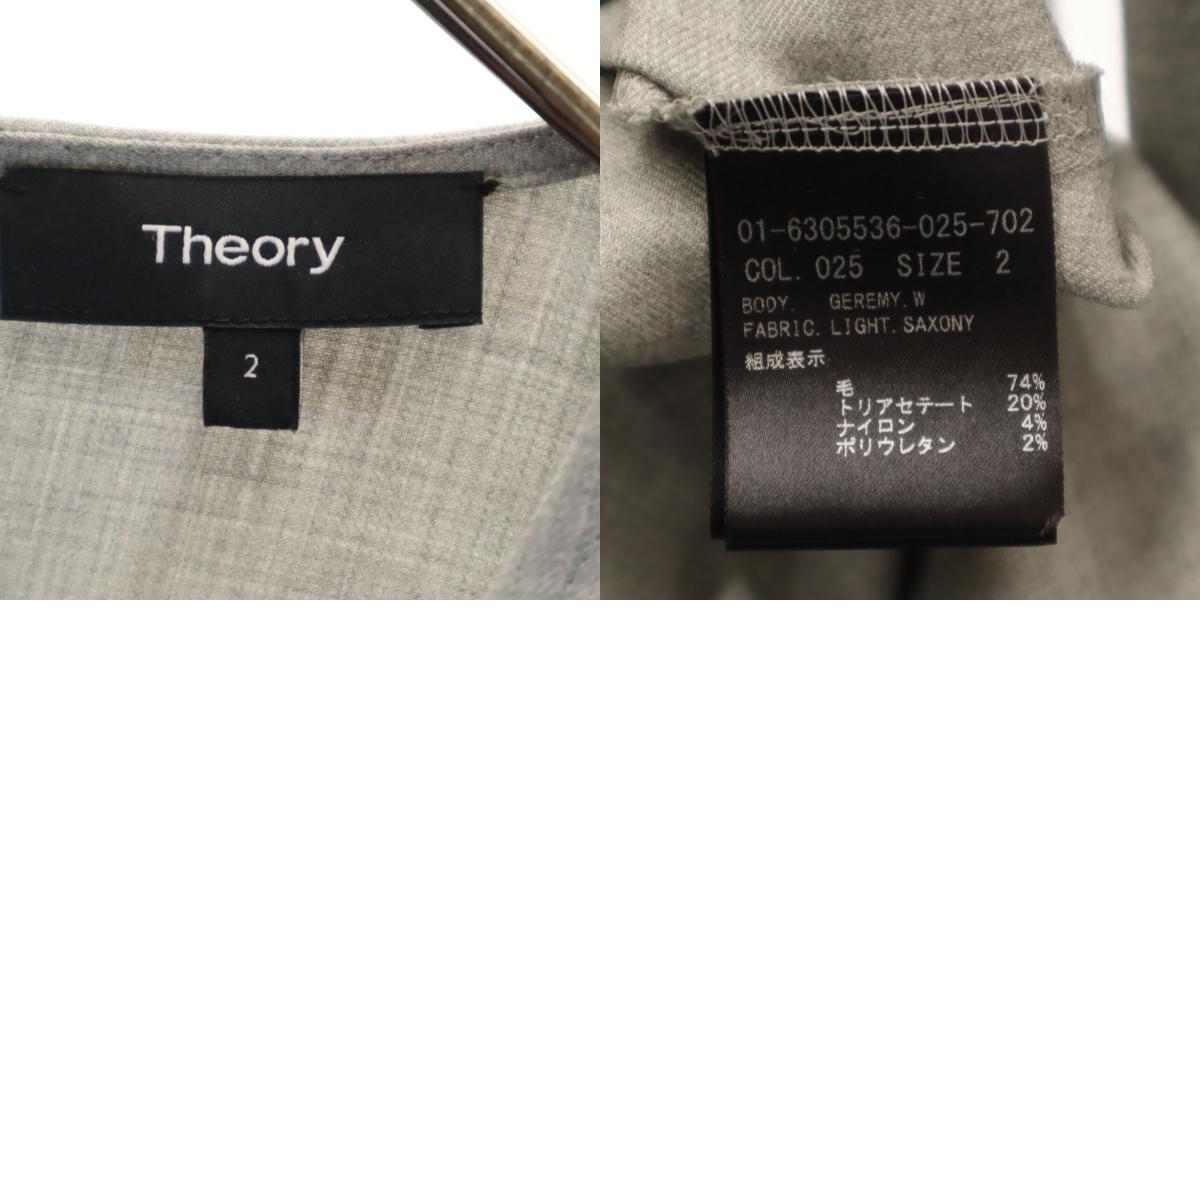 Theory
2
01-6305536-025-702
COL. 025 SIZE 2
BODY. GEREMY. W
FABRIC. LIGHT. SAXONY
組成表示
毛 74%
トリアセテート 20%
ナイロン 4%
ポリウレタン 2%